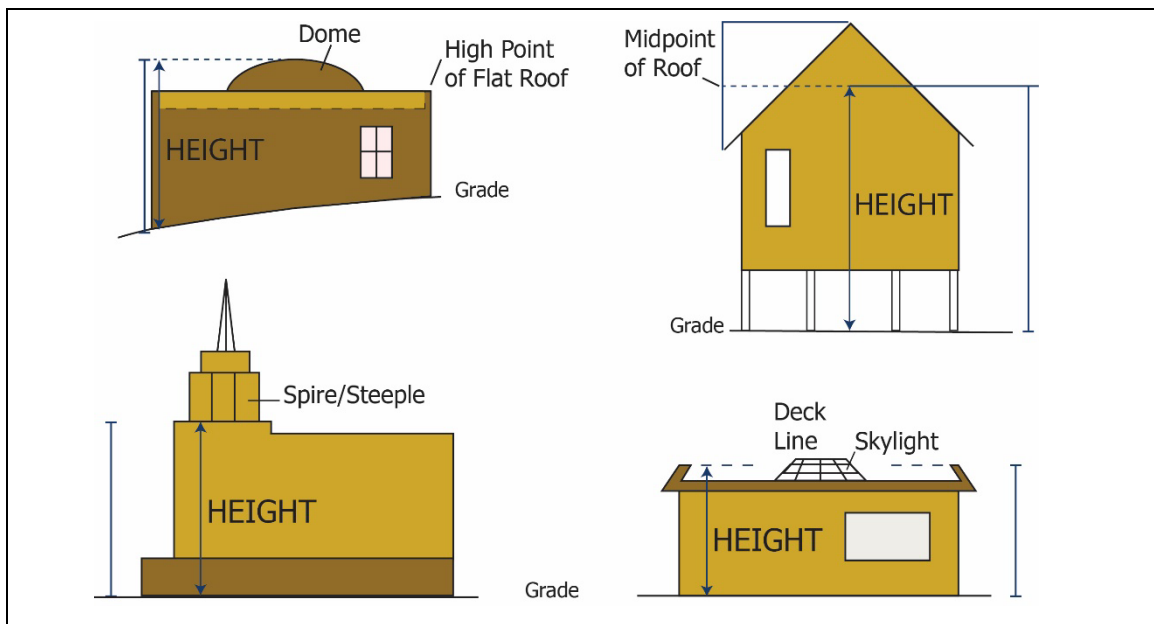 Dome
High Point
of Flat Roof
HEIGHT
Grade
Midpoint
of Roof
HEIGHT
Grade
Spire/Steeple
HEIGHT
Grade
Deck
Line
Skylight
HEIGHT